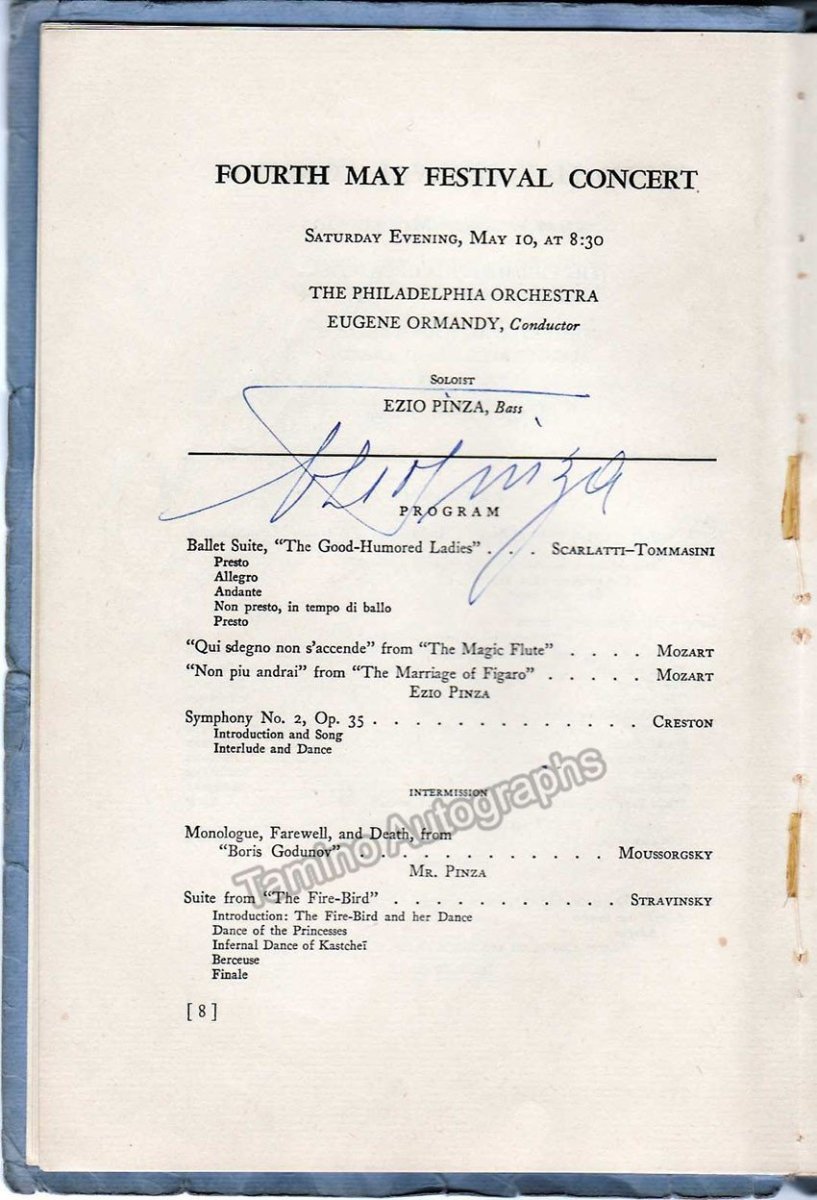 FOURTH MAY FESTIVAL CONCERT
SATURDAY EVENING, MAY 10, AT 8:30
THE PHILADELPHIA ORCHESTRA
EUGENE ORMANDY, Conductor
SOLOIST
EZIO PINZA, Bass
Ezio Pinza
PROGRAM
Ballet Suite, "The Good-Humored Ladies" . . . SCARLATTI–TOMMASINI
Presto
Allegro
Andante
Non presto, in tempo di ballo
Presto
"Qui sdegno non s'accende" from "The Magic Flute" . . . . MOZART
"Non piu andrai" from "The Marriage of Figaro" . . . . . MOZART
EZIO PINZA
Symphony No. 2, Op. 35 . . . . . . . . . . . . . CRESTON
Introduction and Song
Interlude and Dance
INTERMISSION
Monologue, Farewell, and Death, from
"Boris Godunov" . . . . . . . . . . . . MOUSSORGSKY
MR. PINZA
Suite from "The Fire-Bird" . . . . . . . . . . . STRAVINSKY
Introduction: The Fire-Bird and her Dance
Dance of the Princesses
Infernal Dance of Kastcheï
Berceuse
Finale
[ 8 ]
Tamino Autographs